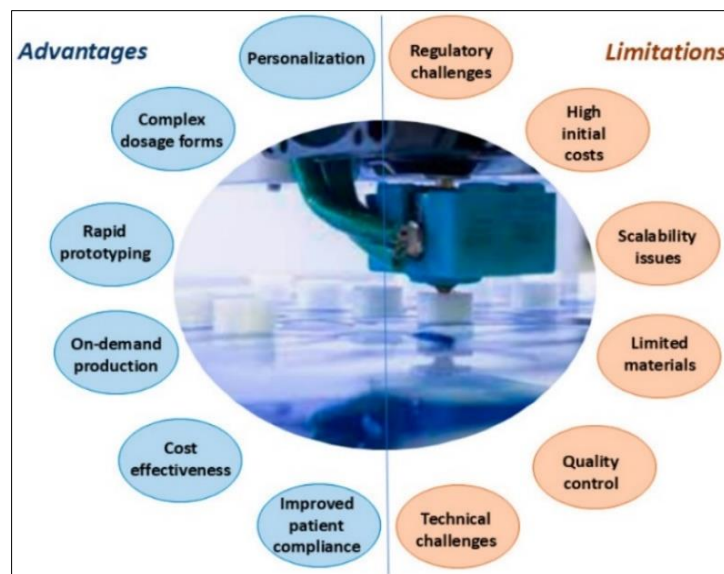 Advantages
Limitations
Personalization
Complex
dosage forms
Rapid
prototyping
On-demand
production
Cost
effectiveness
Improved
patient
compliance
Regulatory
challenges
High
initial
costs
Scalability
issues
Limited
materials
Quality
control
Technical
challenges